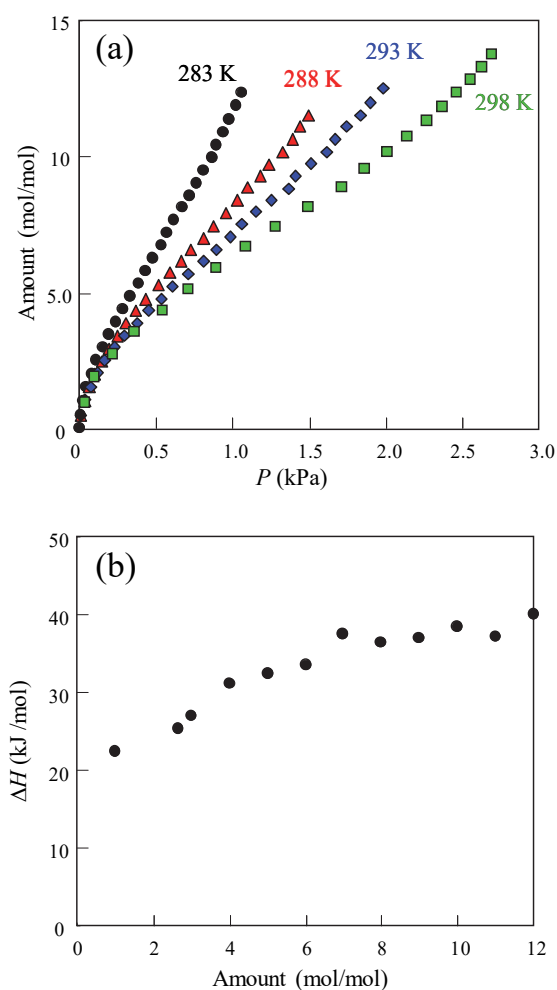 (a)
283 K
288 K
293 K
298 K
15
10
5.0
0
Amount (mol/mol)
0 0.5 1.0 1.5 2.0 2.5 3.0
P (kPa)
(b)
50
40
30
20
10
0
ΔH (kJ /mol)
0 2 4 6 8 10 12
Amount (mol/mol)